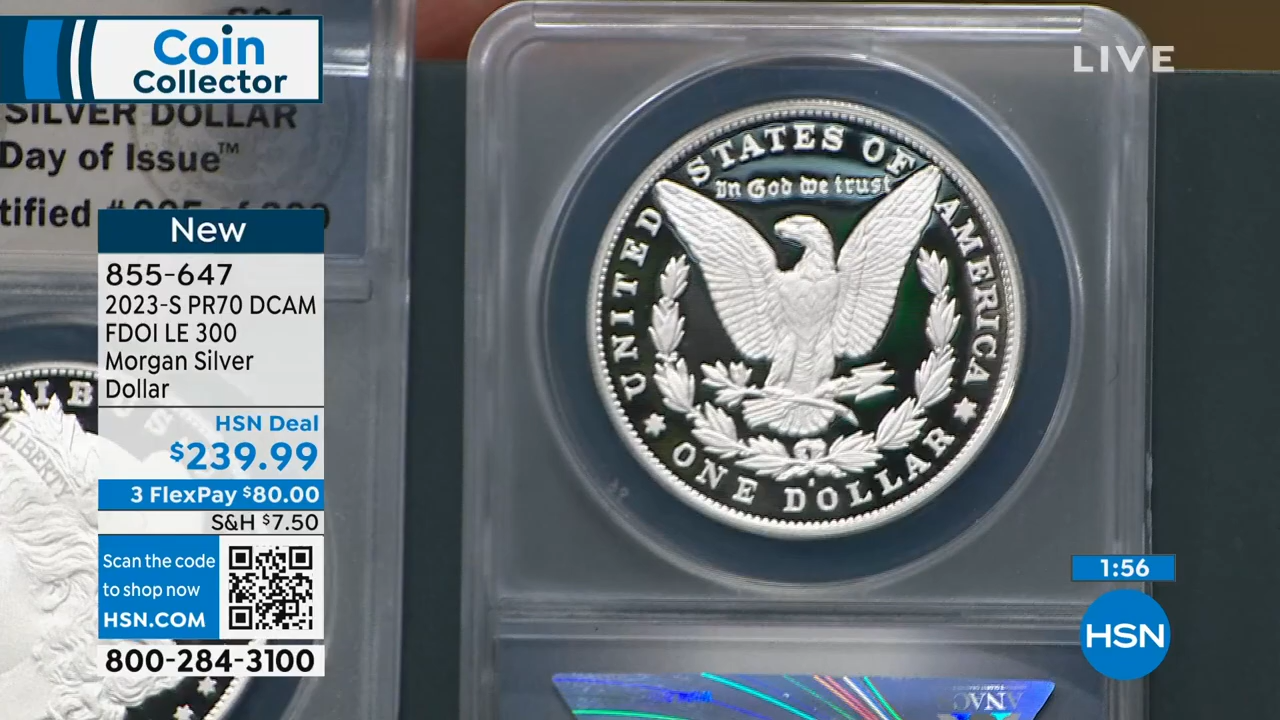 Coin
Collector
LIVE
SILVER DOLLAR
Day of Issue™
New
855-647
2023-S PR70 DCAM
FDOI LE 300
Morgan Silver
Dollar
HSN Deal
$239.99
3 FlexPay $80.00
S&H $7.50
Scan the code
to shop now
HSN.COM
800-284-3100
LIBERTY
UNITED STATES OF AMERICA
In God we trust
ONE DOLLAR
1:56
HSN
ANAC